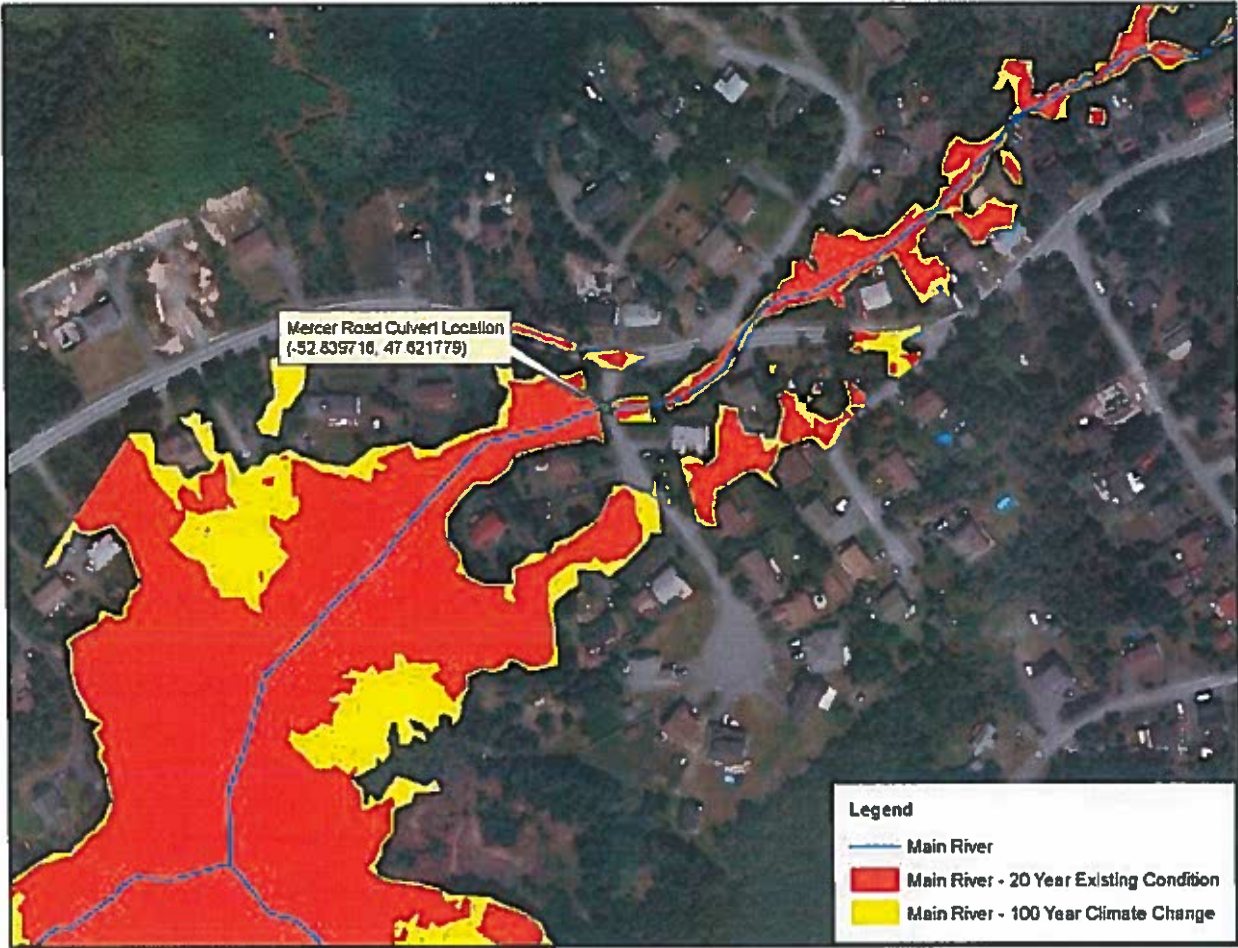 Mercer Road Culvert Location
(-52.839716, 47.621779)
Legend
Main River
Main River - 20 Year Existing Condition
Main River - 100 Year Climate Change